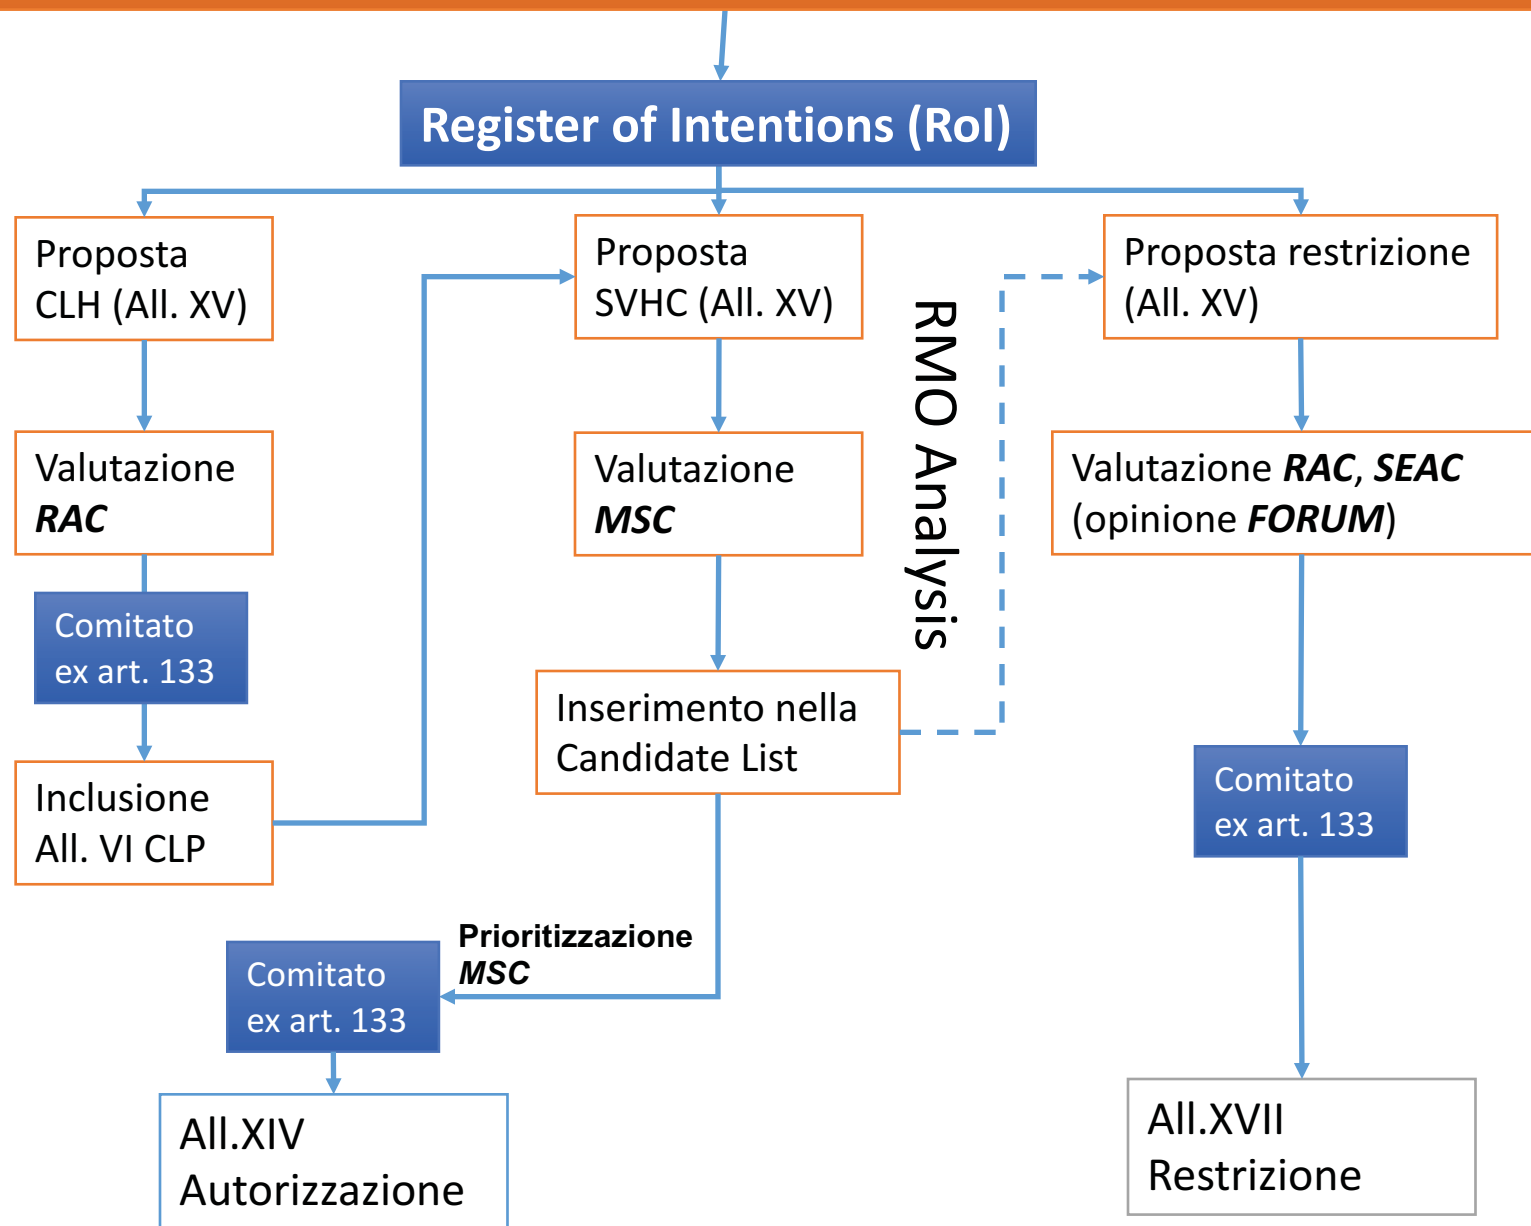 Register of Intentions (RoI)
Proposta
CLH (All. XV)
Proposta
SVHC (All. XV)
Proposta restrizione
(All. XV)
RMO Analysis
Valutazione
RAC
Valutazione
MSC
Valutazione RAC, SEAC
(opinione FORUM)
Comitato
ex art. 133
Inserimento nella
Candidate List
Inclusione
All. VI CLP
Comitato
ex art. 133
Prioritizzazione
MSC
Comitato
ex art. 133
All.XIV
Autorizzazione
All.XVII
Restrizione